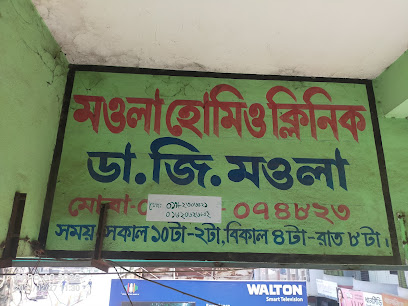 মওলা হোমিও ক্লিনিক
ডা. জি. মওলা
মোবা-০ ০৭৪৮২৩
সময় সকাল ১০টা-২টা, বিকাল ৪টা-রাত ৮টা।
WALTON
Smart Television